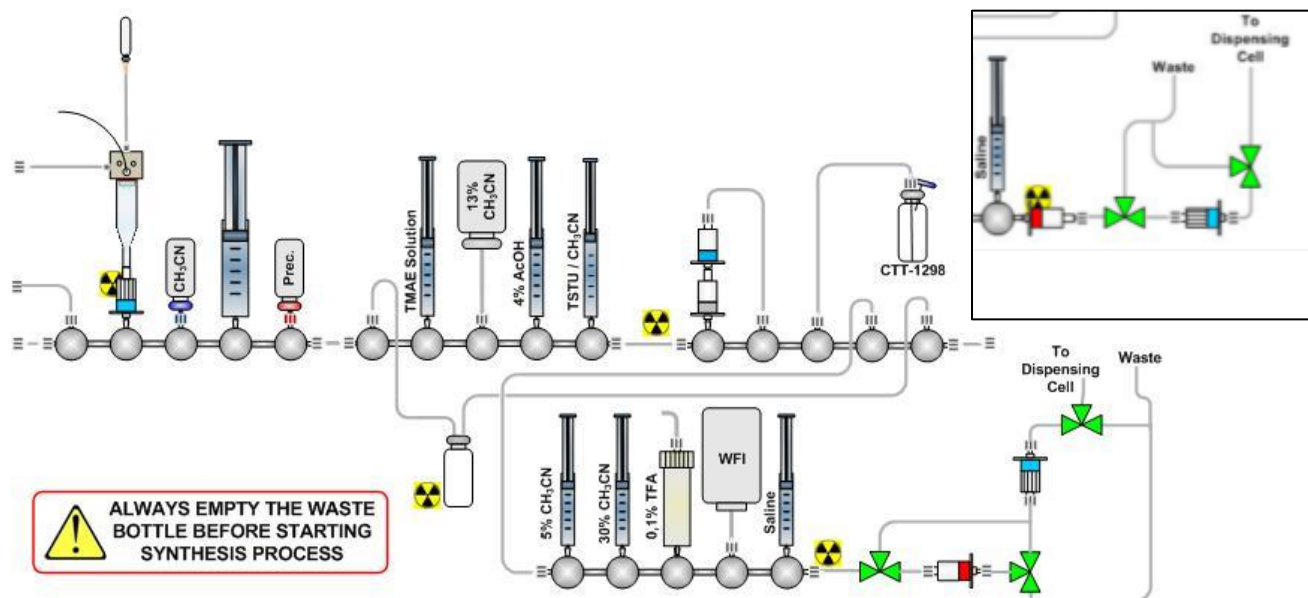 To
Dispensing
Cell
Waste
Saline
CH₃CN
Prec.
TMAE Solution
13%
CH₃CN
4% AcOH
TSTU / CH₃CN
CTT-1298
To
Dispensing
Cell
Waste
5% CH₃CN
30% CH₃CN
0,1% TFA
WFI
Saline
ALWAYS EMPTY THE WASTE
BOTTLE BEFORE STARTING
SYNTHESIS PROCESS